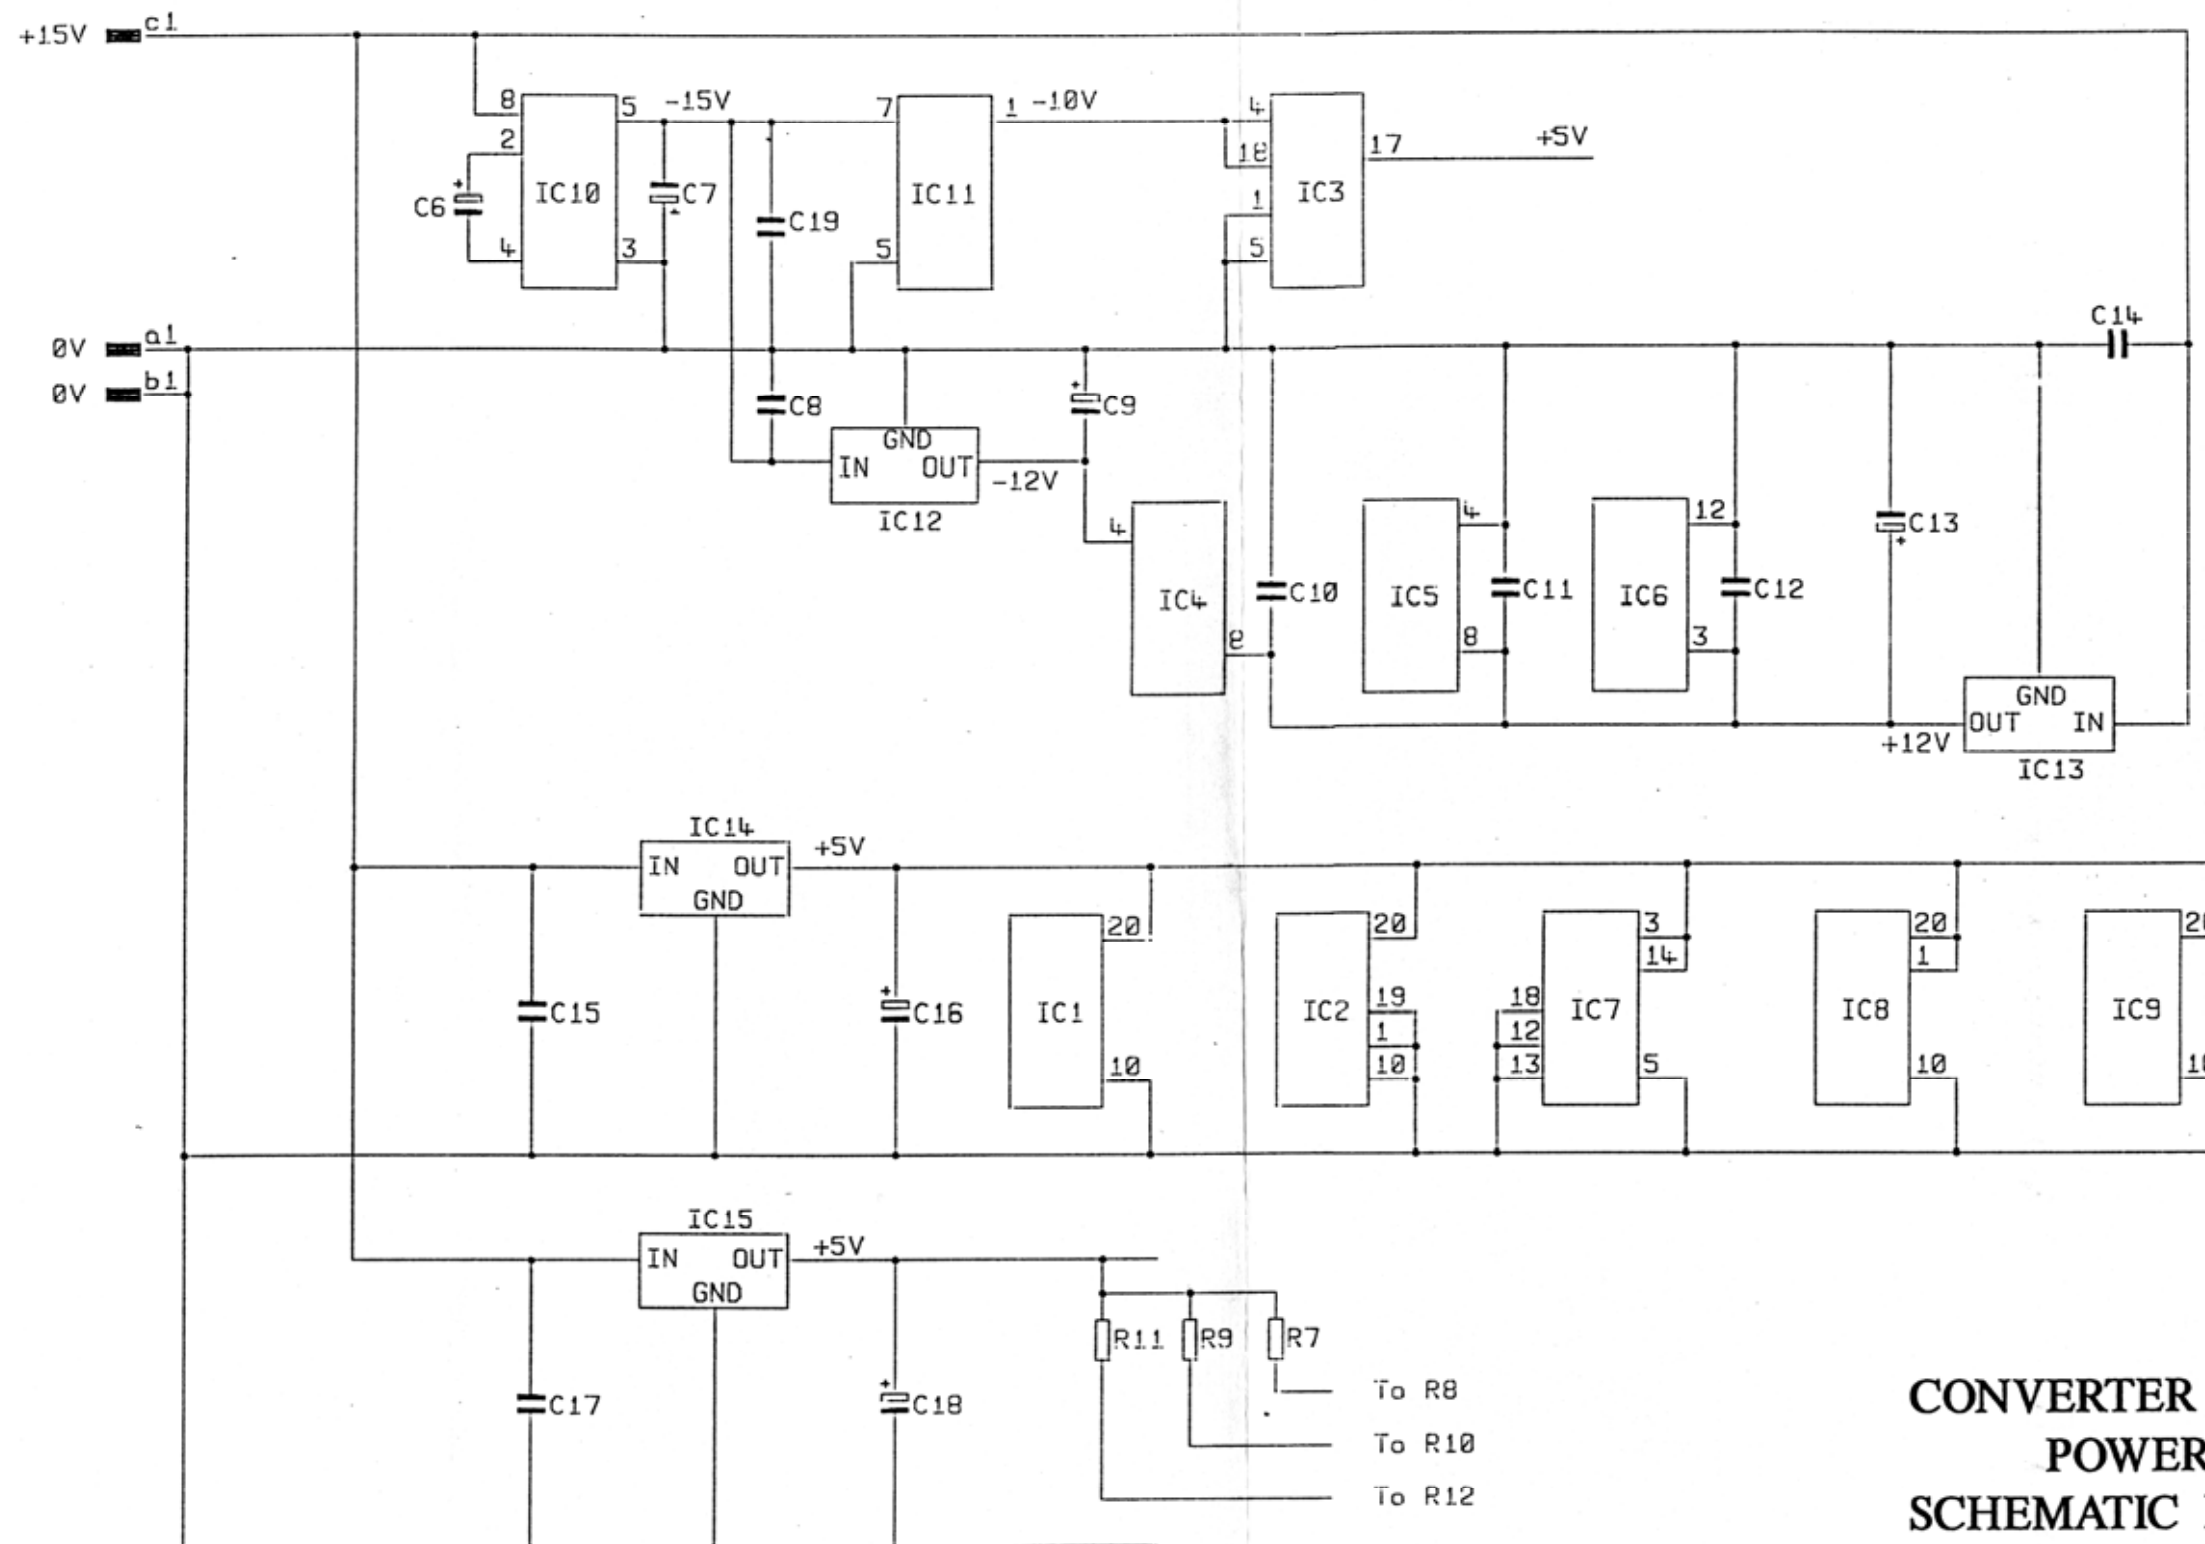 +15V c1
8 5 -15V 7 1 -10V 4 17 +5V
2 18
C6 + IC10 C7 + C19 IC11 IC3
1
4 3 5 5
0V a1 C14
0V b1
C8 + C9
GND
IN OUT -12V
IC12
4 4 12 + C13
IC4 C10 IC5 C11 IC6 C12
8 8 3
GND
OUT IN
+12V
IC13
IC14
IN OUT +5V
GND
20 20 3 20
14 1
C15 + C16 IC1 19 IC2 18 IC7 IC8 IC9
1 12
10 10 13 5 10
IC15
IN OUT +5V
GND
R11 R9 R7
C17 + C18
To R8
To R10
To R12
CONVERTER
POWER
SCHEMATIC